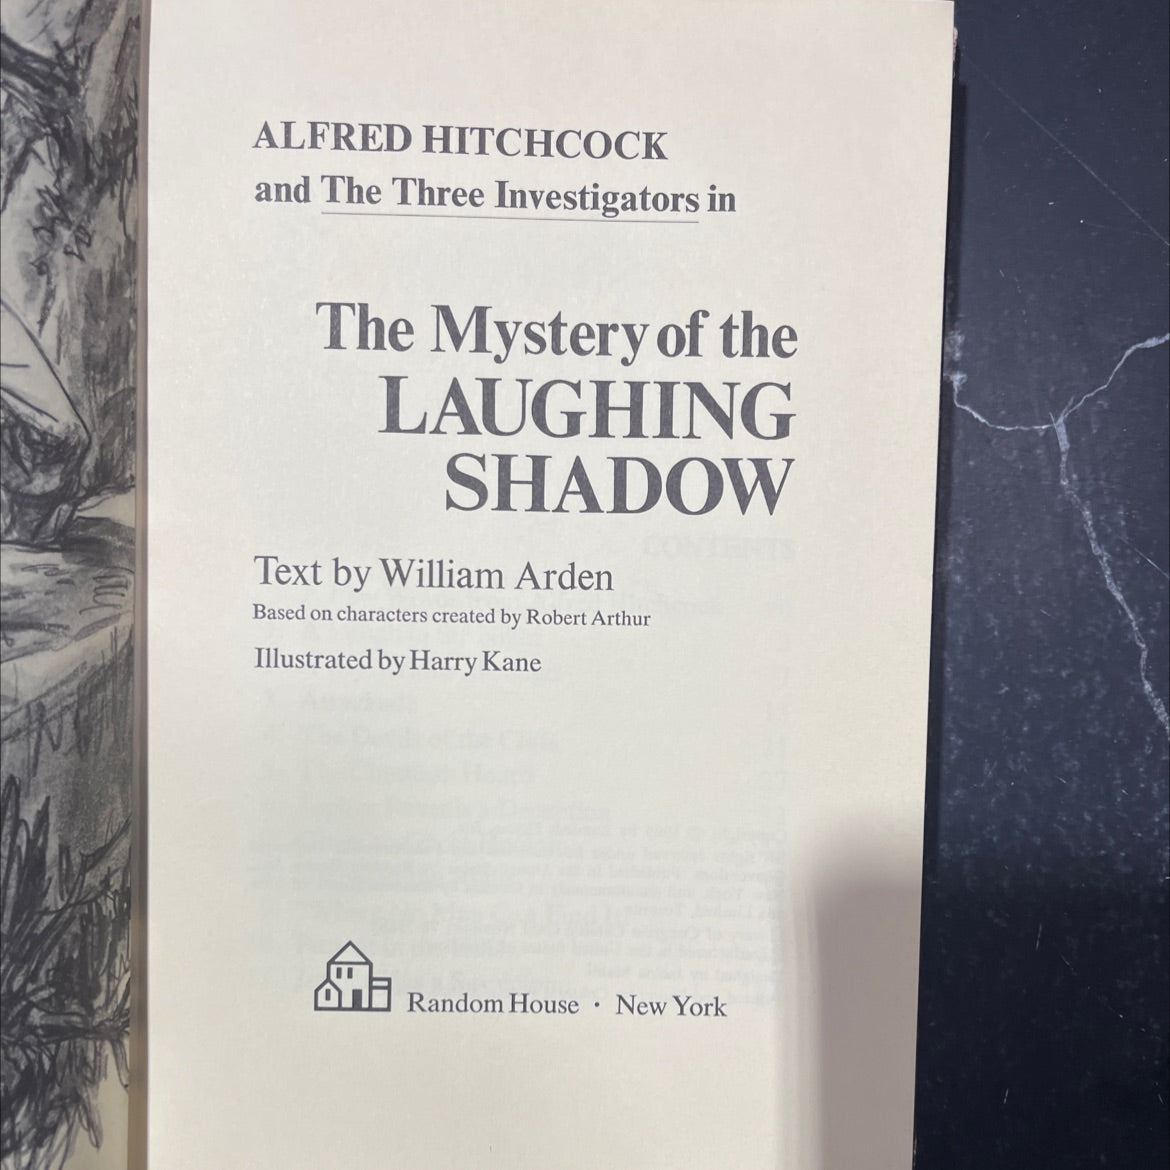 ALFRED HITCHCOCK
and The Three Investigators in
The Mystery of the
LAUGHING
SHADOW
CONTENTS
Text by William Arden
Based on characters created by Robert Arthur
Illustrated by Harry Kane
Random House · New York